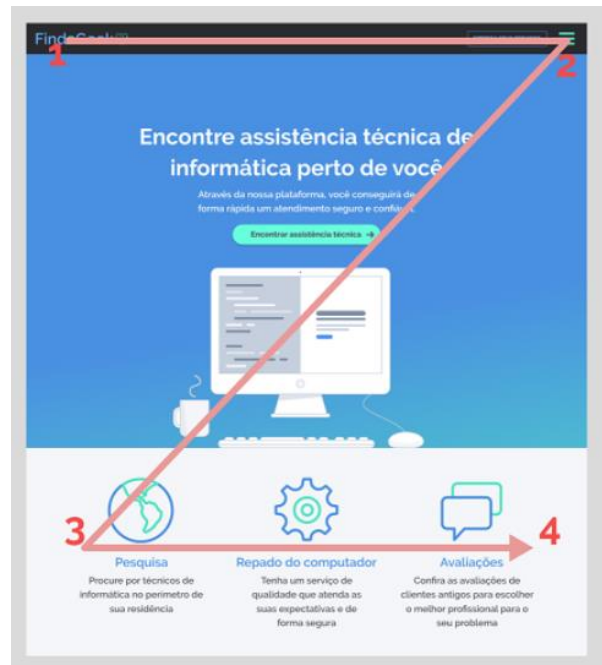 FindaGeek
1
2
Encontre assistência técnica de
informática perto de você
Através da nossa plataforma, você conseguirá de
forma rápida um atendimento seguro e confiável.
Encontrar assistência técnica →
3
4
Pesquisa
Procure por técnicos de
informática no perimetro de
sua residência
Repado do computador
Tenha um serviço de
qualidade que atenda as
suas expectativas e de
forma segura
Avaliações
Confira as avaliações de
clientes antigos para escolher
o melhor profissional para o
seu problema